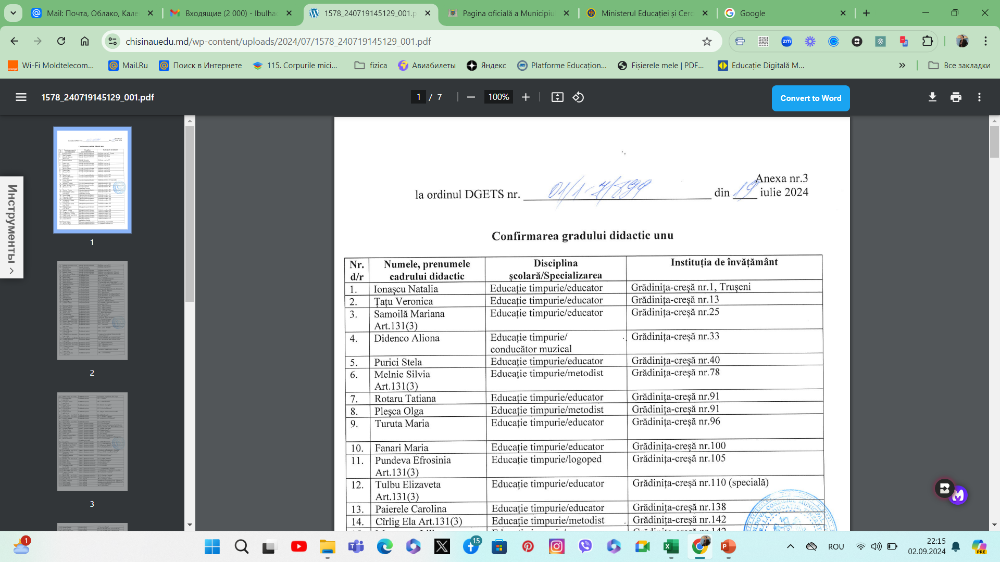 Mail: Почта, Облако, Кале
Входящие (2 000) - lbulha
1578_240719145129_001.p
Pagina oficială a Municipiu
Ministerul Educației și Cerc
Google
chisinauedu.md/wp-content/uploads/2024/07/1578_240719145129_001.pdf
Wi-Fi Moldtelecom...
Mail.Ru
Поиск в Интернете
115. Corpurile mici...
fizica
Авиабилеты
Яндекс
Platforme Educaţion...
Fișierele mele | PDF...
Educație Digitală M...
Все закладки
1578_240719145129_001.pdf
1 / 7
100%
Convert to Word
Инструменты
1
2
3
Anexa nr.3
la ordinul DGETS nr. din 19 iulie 2024
Confirmarea gradului didactic unu
Nr. d/r Numele, prenumele cadrului didactic Disciplina școlară/Specializarea Instituția de învățământ
1. Ionașcu Natalia Educație timpurie/educator Grădinița-creșă nr.1, Trușeni
2. Țațu Veronica Educație timpurie/educator Grădinița-creșă nr.13
3. Samoilă Mariana Educație timpurie/educator Grădinița-creșă nr.25
Art.131(3)
4. Didenco Aliona Educație timpurie/ Grădinița-creșă nr.33
conducător muzical
5. Purici Stela Educație timpurie/educator Grădinița-creșă nr.40
6. Melnic Silvia Educație timpurie/metodist Grădinița-creșă nr.78
Art.131(3)
7. Rotaru Tatiana Educație timpurie/educator Grădinița-creșă nr.91
8. Pleșca Olga Educație timpurie/metodist Grădinița-creșă nr.91
9. Turuta Maria Educație timpurie/educator Grădinița-creșă nr.96
10. Fanari Maria Educație timpurie/educator Grădinița-creșă nr.100
11. Pundeva Efrosinia Educație timpurie/logoped Grădinița-creșă nr.105
Art.131(3)
12. Tulbu Elizaveta Educație timpurie/educator Grădinița-creșă nr.110 (specială)
Art.131(3)
13. Paierele Carolina Educație timpurie/educator Grădinița-creșă nr.138
14. Cîrlig Ela Art.131(3) Educație timpurie/metodist Grădinița-creșă nr.142
1
15
ROU
22:15
02.09.2024
PRE